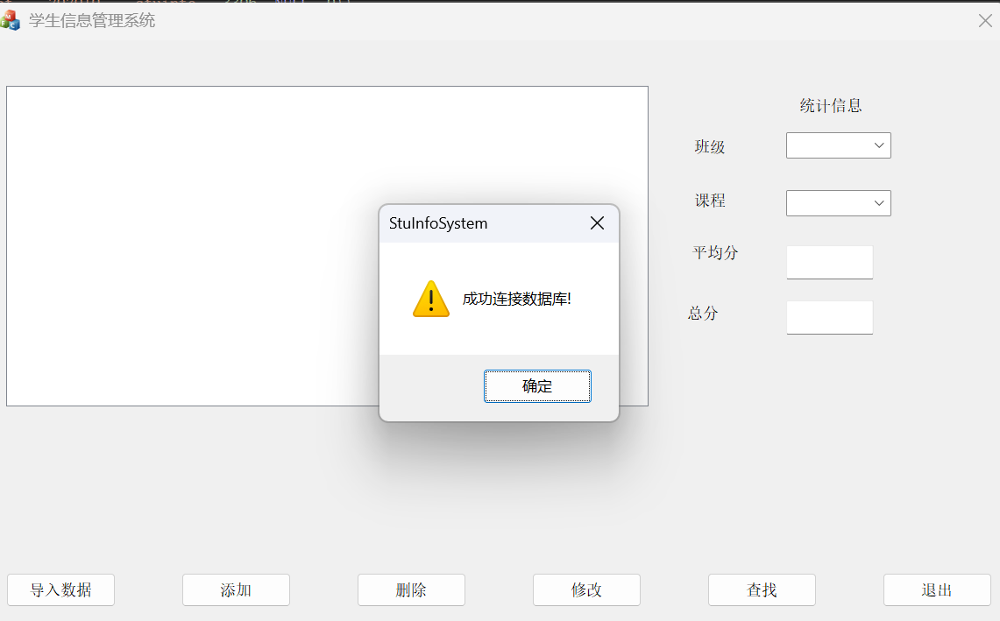 学生信息管理系统
统计信息
班级
课程
平均分
总分
StuInfoSystem
成功连接数据库!
确定
导入数据
添加
删除
修改
查找
退出